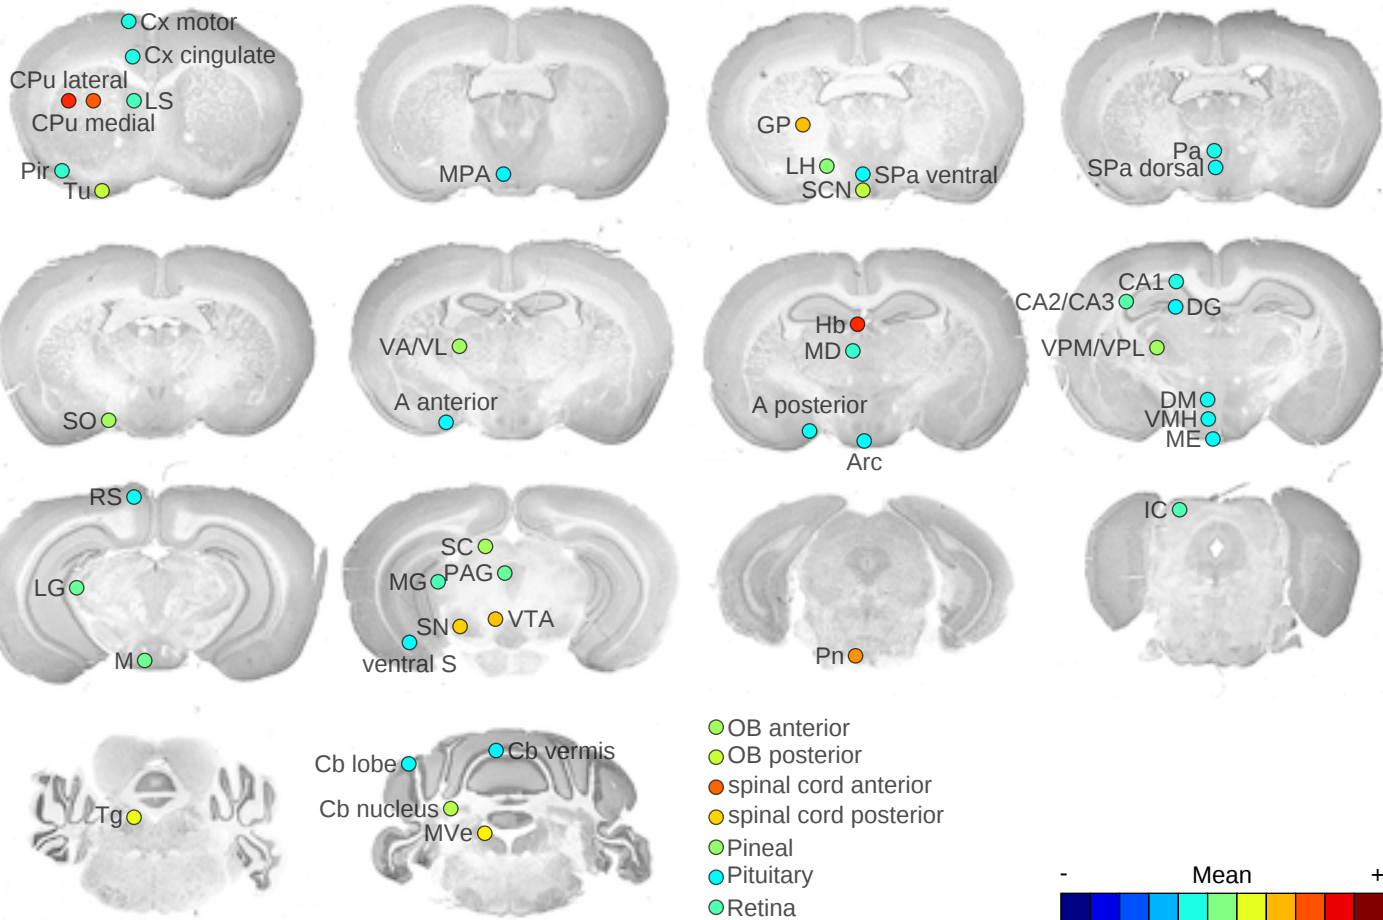 Cx motor
Cx cingulate
CPu lateral
LS
CPu medial
Pir
Tu
MPA
GP
LH
SPa ventral
SCN
Pa
SPa dorsal
SO
VA/VL
A anterior
Hb
MD
A posterior
Arc
CA1
CA2/CA3
DG
VPM/VPL
DM
VMH
ME
RS
LG
M
SC
PAG
MG
VTA
SN
ventral S
Pn
IC
Tg
Cb vermis
Cb lobe
Cb nucleus
MVe
OB anterior
OB posterior
spinal cord anterior
spinal cord posterior
Pineal
Pituitary
Retina
- Mean +